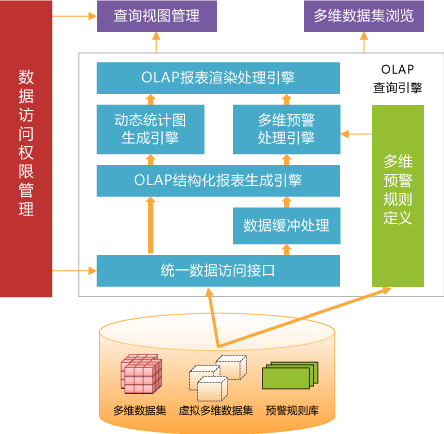 查询视图管理
多维数据集浏览
数据访问权限管理
OLAP
查询引擎
OLAP报表渲染处理引擎
动态统计图
生成引擎
多维预警
处理引擎
多维
预警
规则
定义
OLAP结构化报表生成引擎
数据缓冲处理
统一数据访问接口
多维数据集
虚拟多维数据集
预警规则库